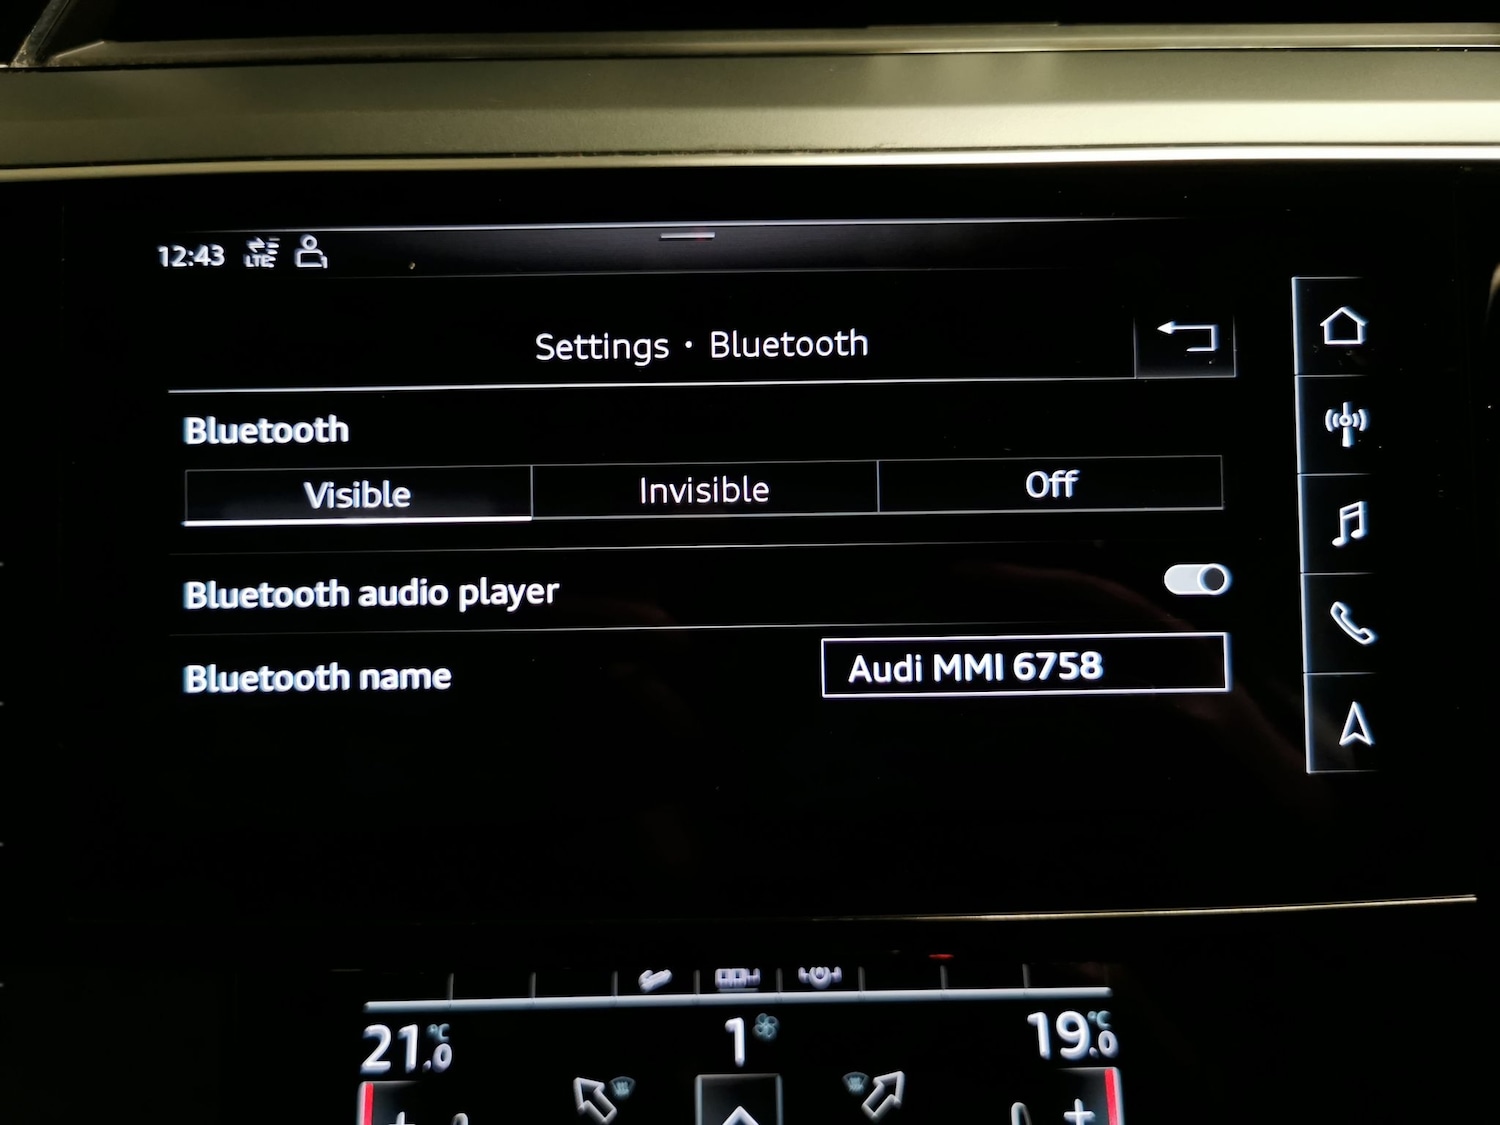 12:43 LTE 1
Settings • Bluetooth
Bluetooth
Visible Invisible Off
Bluetooth audio player
Bluetooth name Audi MMI 6758
21.0 °C 1 19.0 °C
+ +